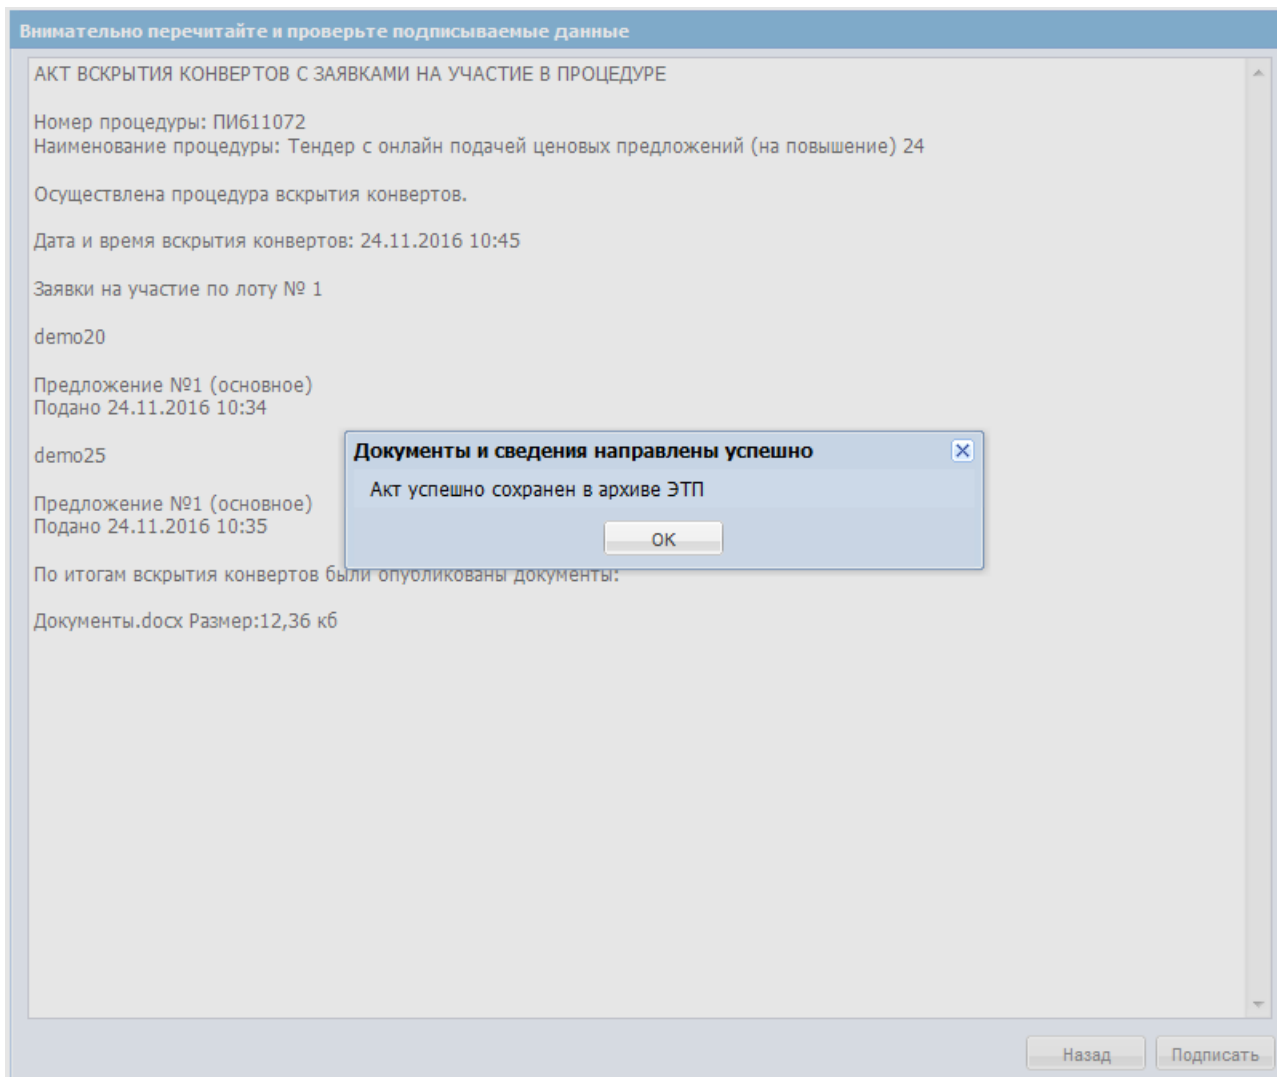 Внимательно перечитайте и проверьте подписываемые данные
АКТ ВСКРЫТИЯ КОНВЕРТОВ С ЗАЯВКАМИ НА УЧАСТИЕ В ПРОЦЕДУРЕ
Номер процедуры: ПИ611072
Наименование процедуры: Тендер с онлайн подачей ценовых предложений (на повышение) 24
Осуществлена процедура вскрытия конвертов.
Дата и время вскрытия конвертов: 24.11.2016 10:45
Заявки на участие по лоту № 1
demo20
Предложение №1 (основное)
Подано 24.11.2016 10:34
demo25
Предложение №1 (основное)
Подано 24.11.2016 10:35
Документы и сведения направлены успешно
Акт успешно сохранен в архиве ЭТП
ОК
По итогам вскрытия конвертов были опубликованы документы:
Документы.docx Размер:12,36 кб
Назад
Подписать